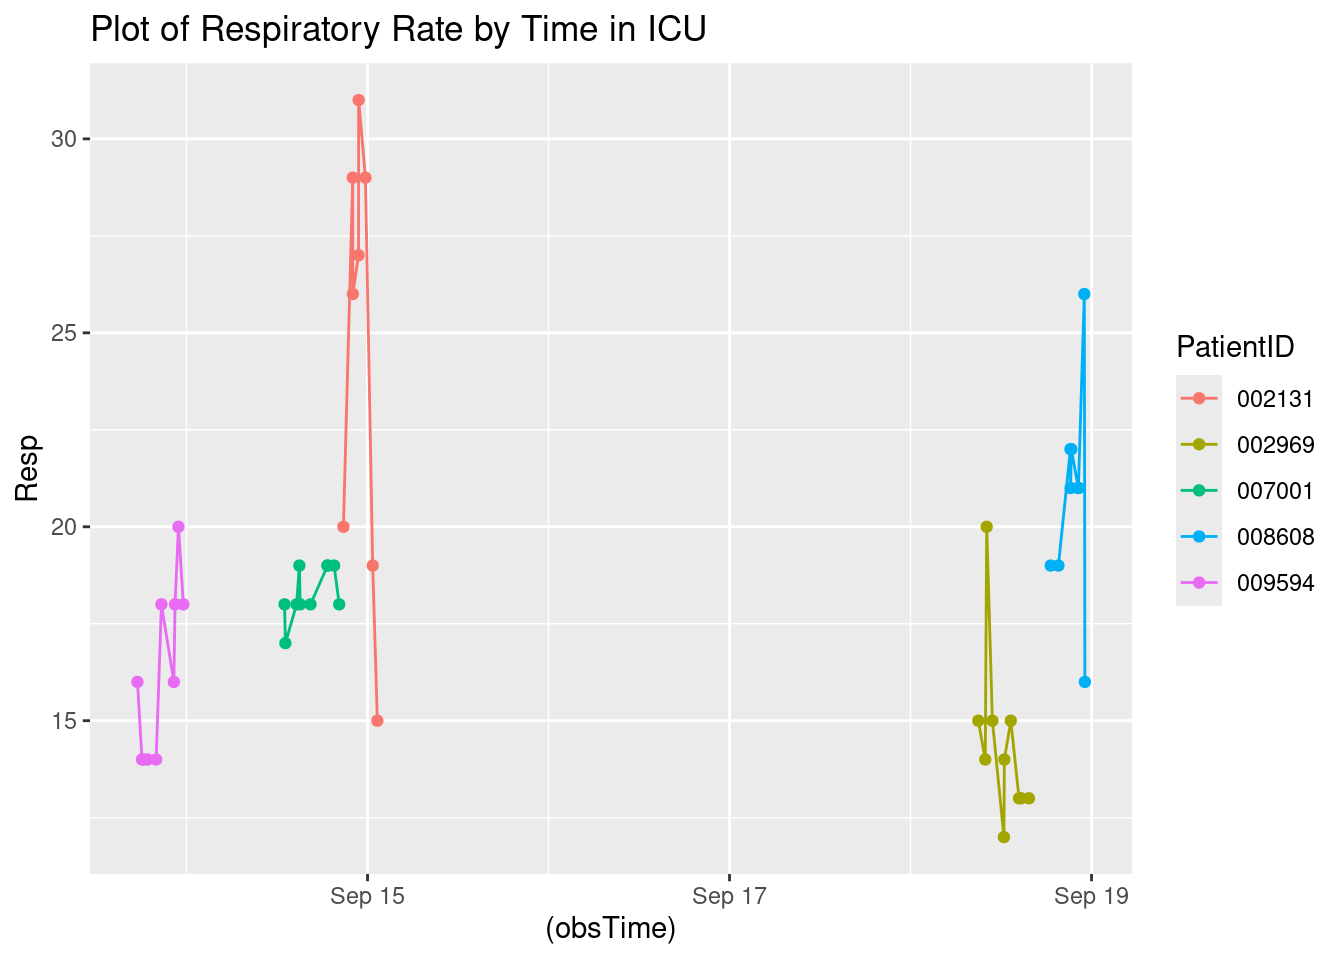 Plot of Respiratory Rate by Time in ICU
30
25
20
15
Resp
Sep 15
Sep 17
Sep 19
(obsTime)
PatientID
002131
002969
007001
008608
009594